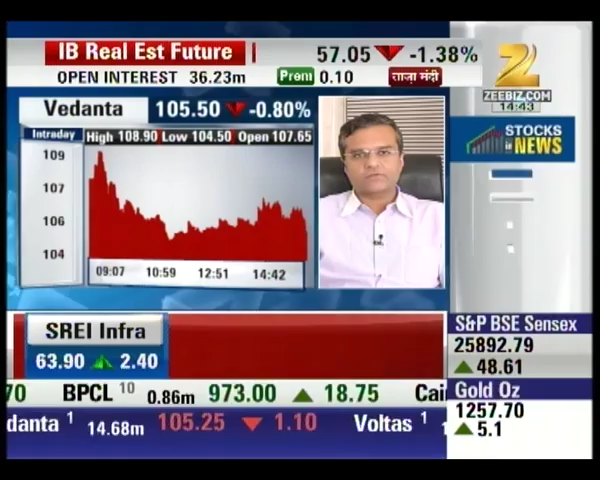 IB Real Est Future 57.05 -1.38%
OPEN INTEREST 36.23m Prem 0.10 ताज़ा मंदी
Z
ZEEBIZ.COM
14:43
Vedanta 105.50 -0.80%
Intraday High 108.90 Low 104.50 Open 107.65
109
107
106
104
09:07 10:59 12:51 14:42
STOCKS
in NEWS
SREI Infra
63.90 2.40
S&P BSE Sensex
25892.79
48.61
70 BPCL 10 0.86m 973.00 18.75 Cai
Gold Oz
1257.70
5.1
danta 1 14.68m 105.25 1.10 Voltas 1